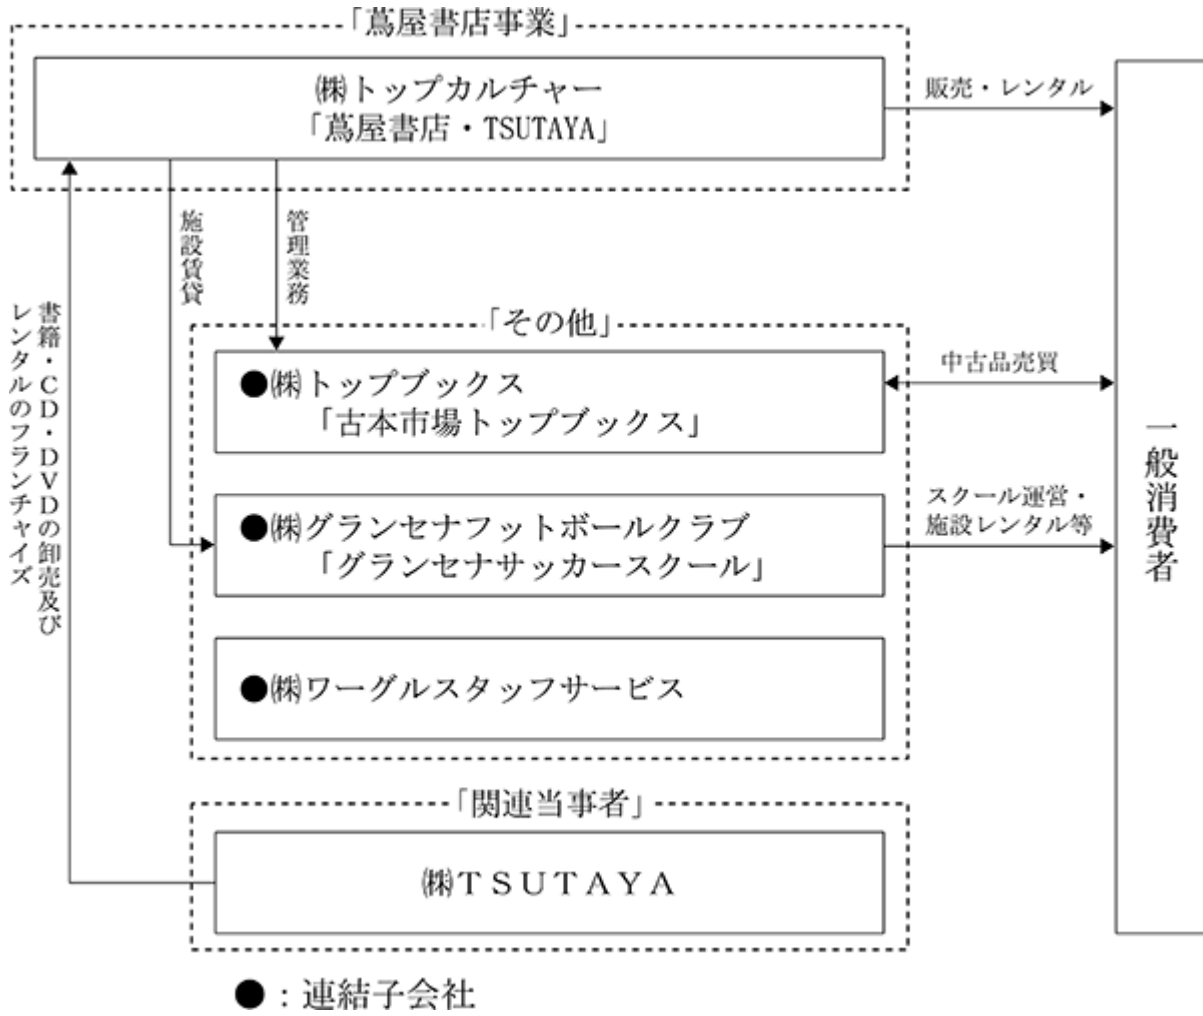 「蔦屋書店事業」
㈱トップカルチャー
「蔦屋書店・TSUTAYA」
販売・レンタル
施設賃貸
管理業務
書籍・CD・DVDの卸売及び
レンタルのフランチャイズ
「その他」
●㈱トップブックス
「古本市場トップブックス」
中古品売買
●㈱グランセナフットボールクラブ
「グランセナサッカースクール」
スクール運営・
施設レンタル等
●㈱ワーグルスタッフサービス
「関連当事者」
㈱TSUTAYA
一般消費者
●：連結子会社